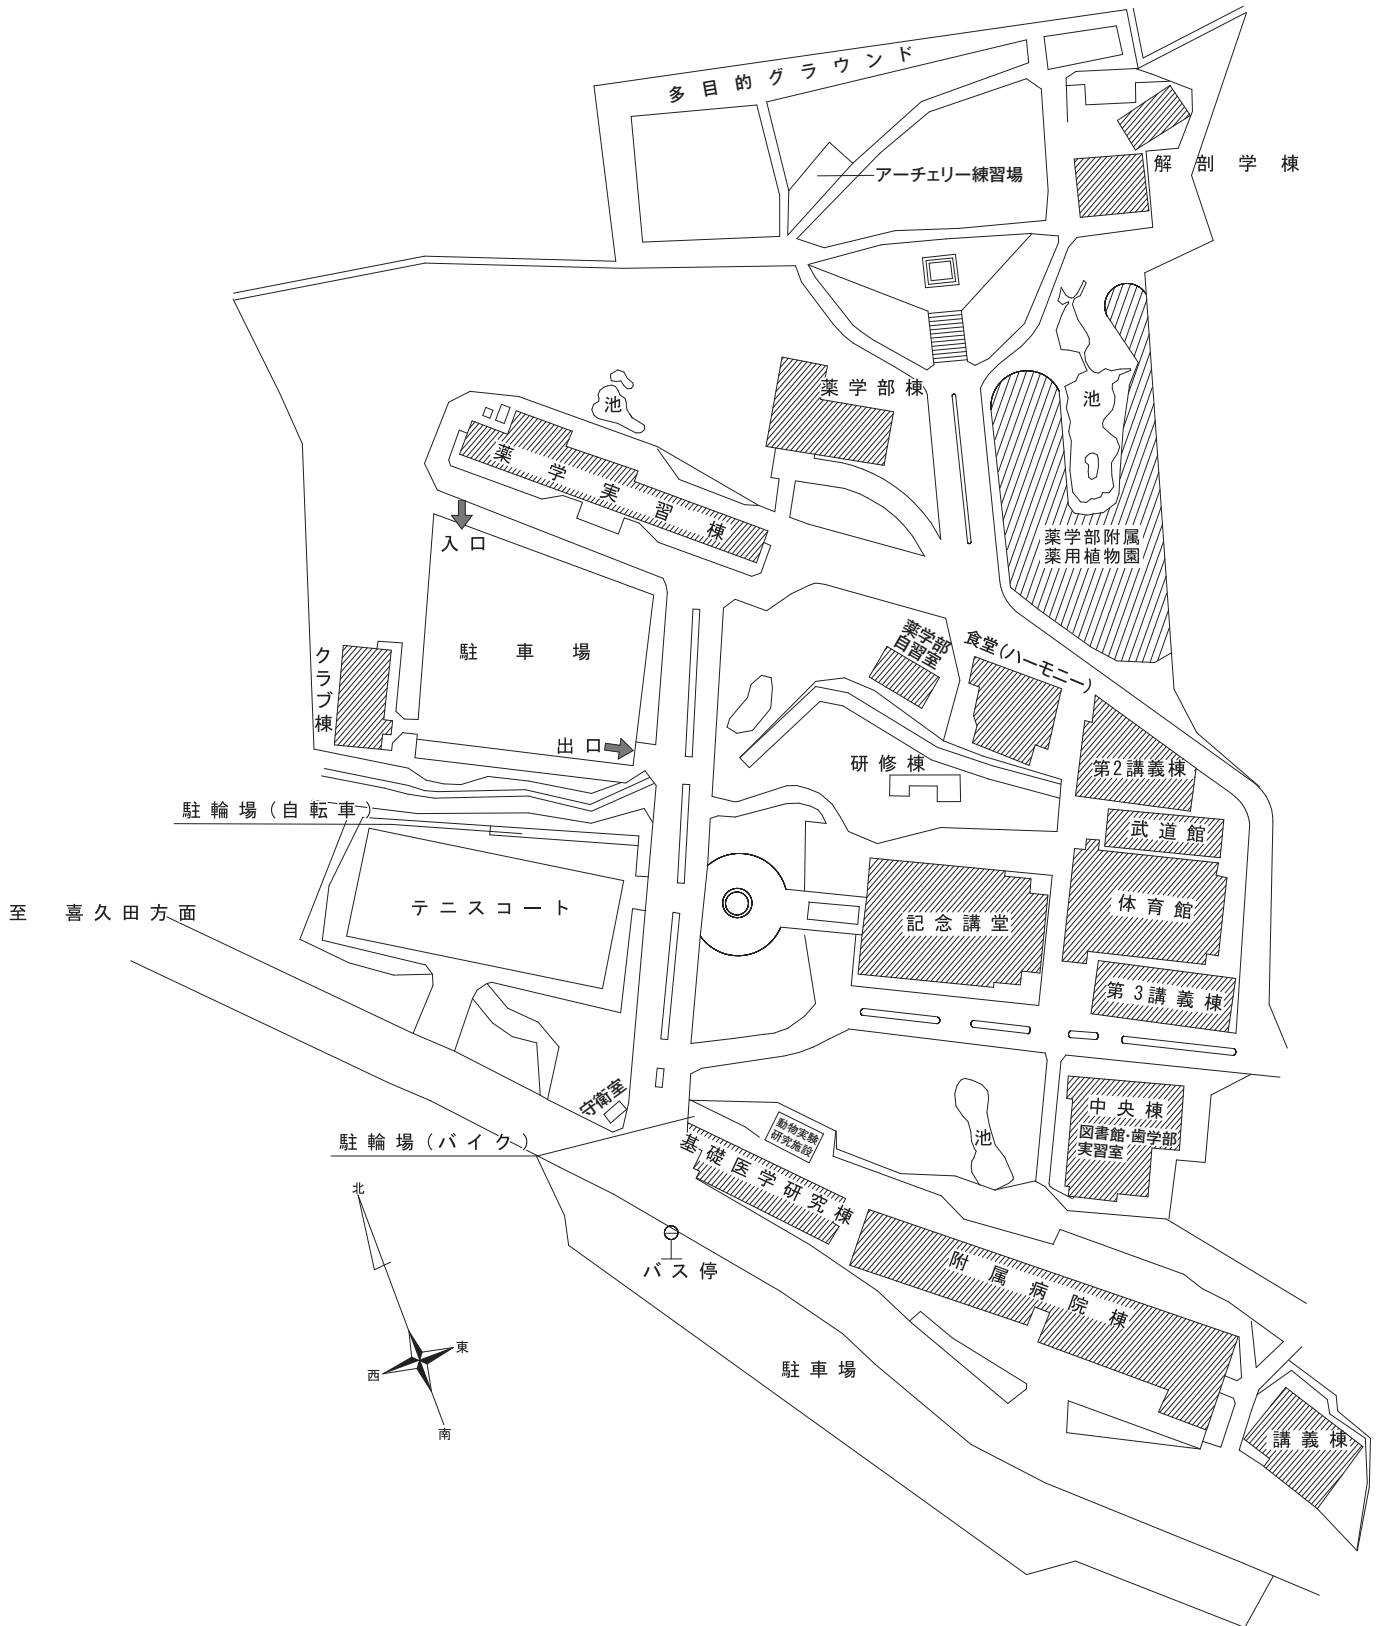 多目的グラウンド
アーチェリー練習場
解剖学棟
薬学部棟
池
池
薬学実習棟
入口
薬学部附属
薬用植物園
駐車場
クラブ棟
出口
薬学部
自習室
食堂(ハーモニー)
研修棟
第2講義棟
駐輪場(自転車)
武道館
テニスコート
体育館
至 喜久田方面
記念講堂
第3講義棟
守衛室
中央棟
図書館・歯学部
実習室
動物実験
研究施設
池
駐輪場(バイク)
基礎医学研究棟
北
東
西
南
バス停
附属病院棟
駐車場
講義棟